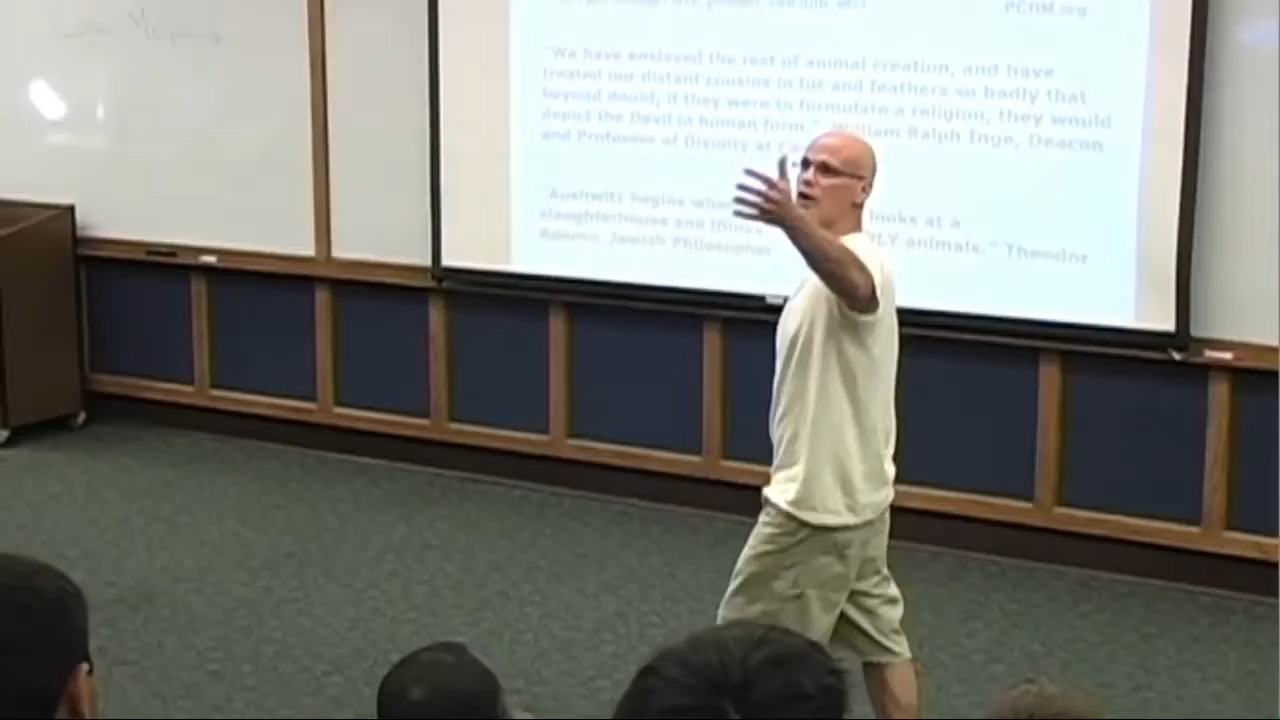 PCRM.org
"We have enslaved the rest of animal creation, and have
treated our distant cousins in fur and feathers so badly that
beyond doubt, if they were to formulate a religion, they would
depict the Devil in human form." William Ralph Inge, Deacon
and Professor of Divinity at
"Aushwitz begins looks at a
slaughterhouse and thinks animals." Theodor
Adorno, Jewish Philosopher